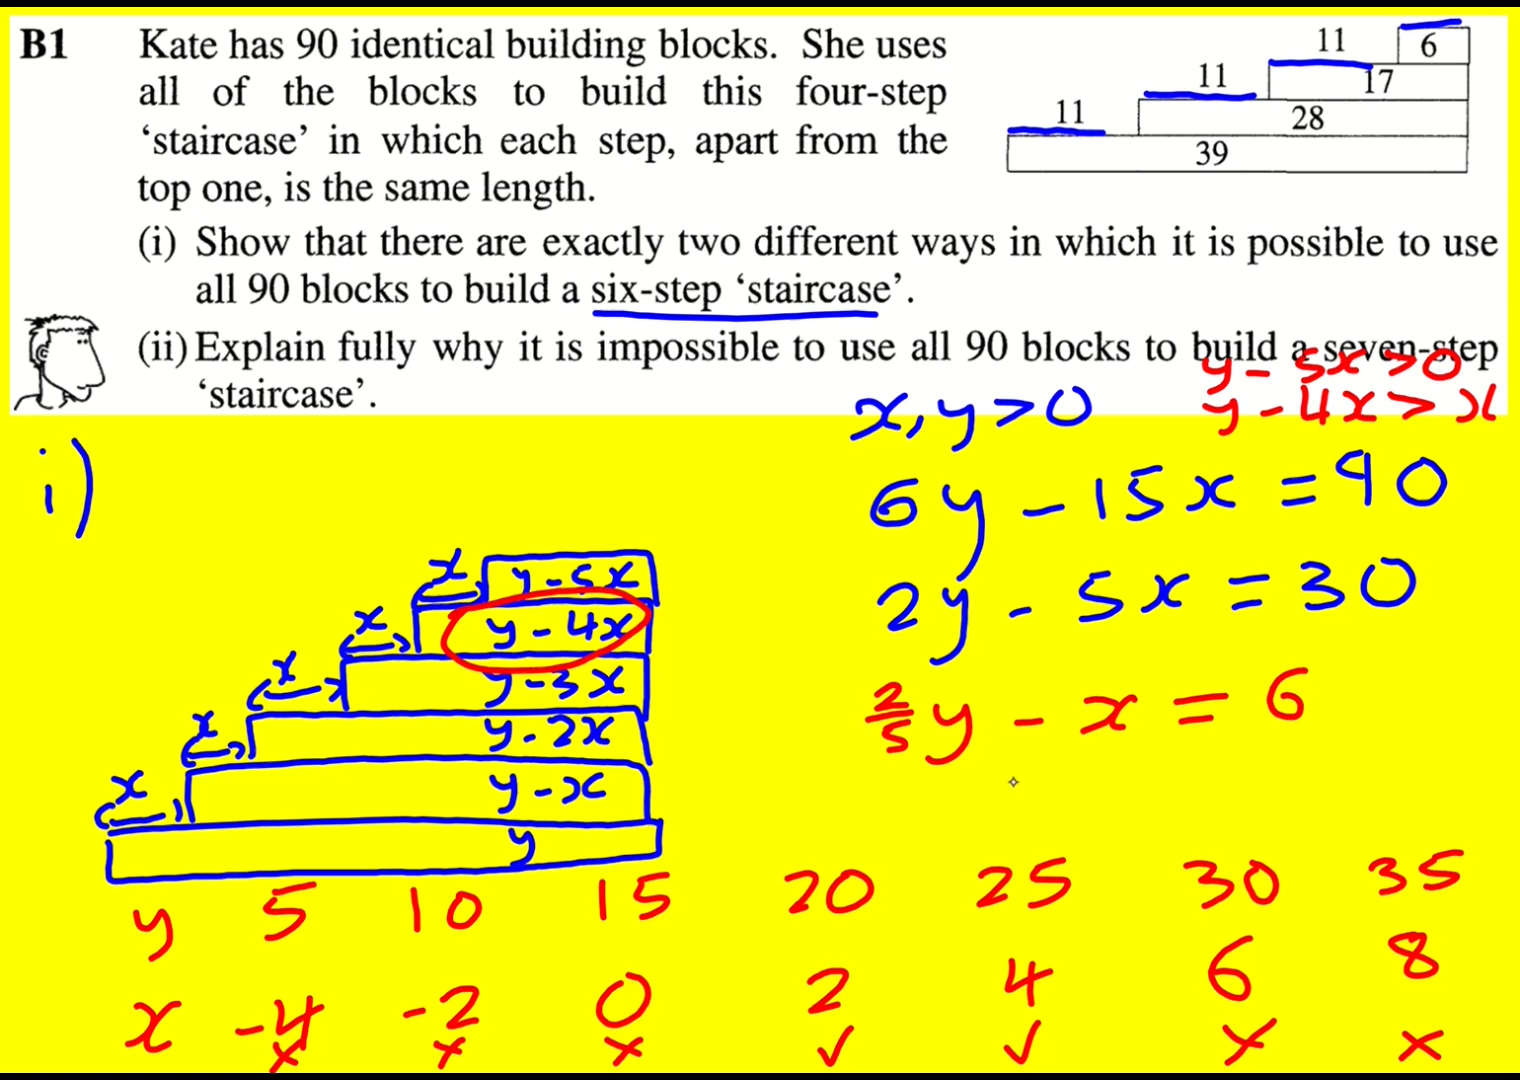 B1 Kate has 90 identical building blocks. She uses
all of the blocks to build this four-step
‘staircase’ in which each step, apart from the
top one, is the same length.
11 6
11 17
11 28
39
(i) Show that there are exactly two different ways in which it is possible to use
all 90 blocks to build a six-step ‘staircase’.
(ii) Explain fully why it is impossible to use all 90 blocks to build a seven-step
‘staircase’.
y - 5x > 0
x, y > 0
y - 4x > x
i)
6y - 15x = 90
2y - 5x = 30
2/5 y - x = 6
x y - 5x
x y - 4x
x y - 3x
x y - 2x
x y - x
y
y 5 10 15 20 25 30 35
x -4 -2 0 2 4 6 8
× × × ✓ ✓ × ×